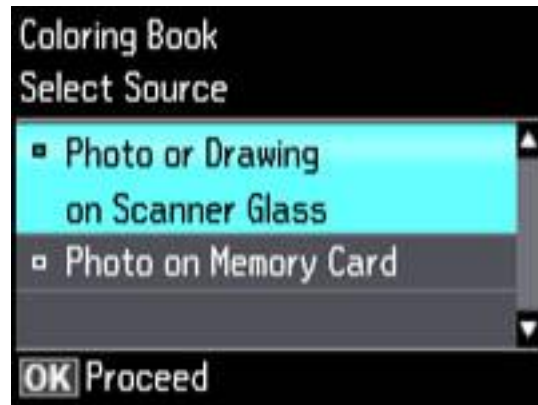 Coloring Book
Select Source
Photo or Drawing
on Scanner Glass
Photo on Memory Card
OK Proceed